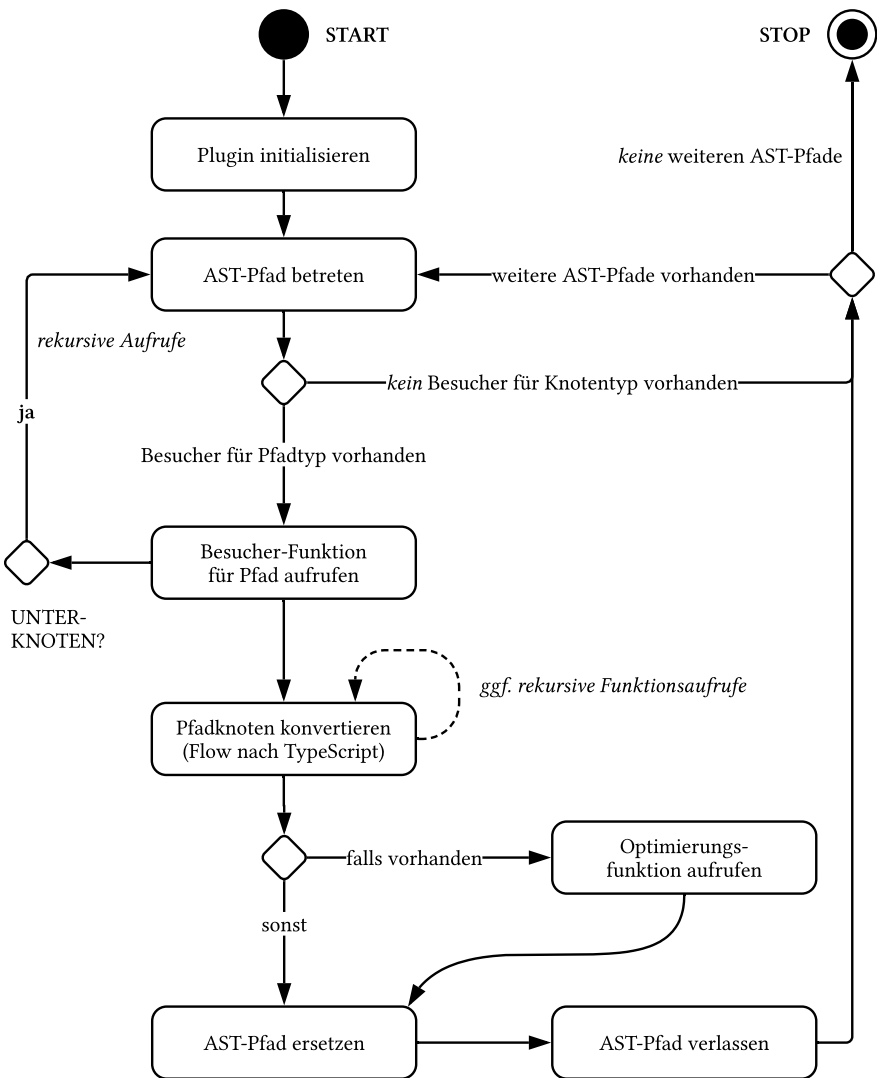 START
STOP
Plugin initialisieren
keine weiteren AST-Pfade
AST-Pfad betreten
weitere AST-Pfade vorhanden
rekursive Aufrufe
kein Besucher für Knotentyp vorhanden
ja
Besucher für Pfadtyp vorhanden
Besucher-Funktion
für Pfad aufrufen
UNTER-
KNOTEN?
ggf. rekursive Funktionsaufrufe
Pfadknoten konvertieren
(Flow nach TypeScript)
falls vorhanden
Optimierungs-
funktion aufrufen
sonst
AST-Pfad ersetzen
AST-Pfad verlassen